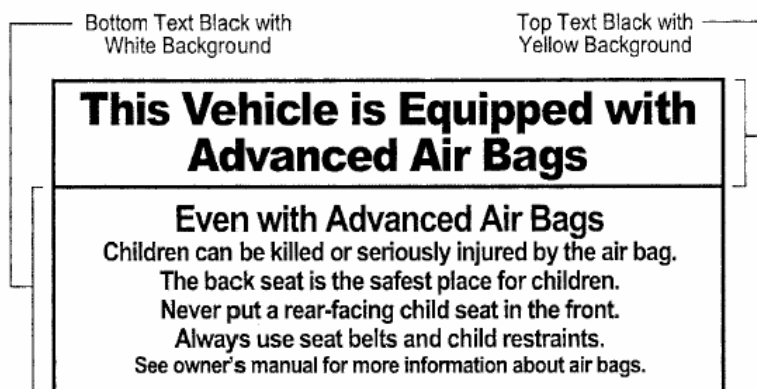 Bottom Text Black with
White Background
Top Text Black with
Yellow Background
This Vehicle is Equipped with
Advanced Air Bags
Even with Advanced Air Bags
Children can be killed or seriously injured by the air bag.
The back seat is the safest place for children.
Never put a rear-facing child seat in the front.
Always use seat belts and child restraints.
See owner's manual for more information about air bags.